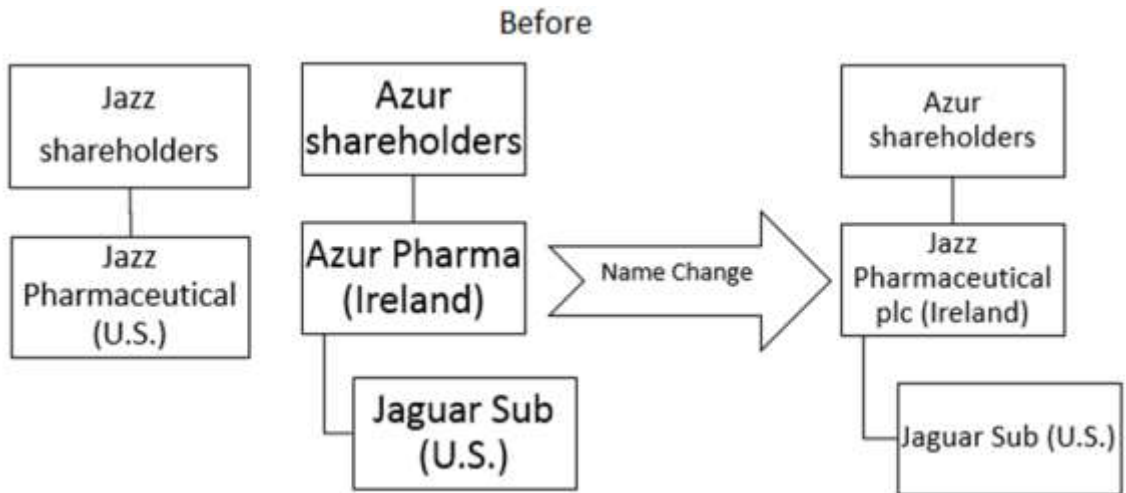 Before
Jazz
shareholders
Jazz
Pharmaceutical
(U.S.)
Azur
shareholders
Azur Pharma
(Ireland)
Jaguar Sub
(U.S.)
Name Change
Azur
shareholders
Jazz
Pharmaceutical
plc (Ireland)
Jaguar Sub (U.S.)